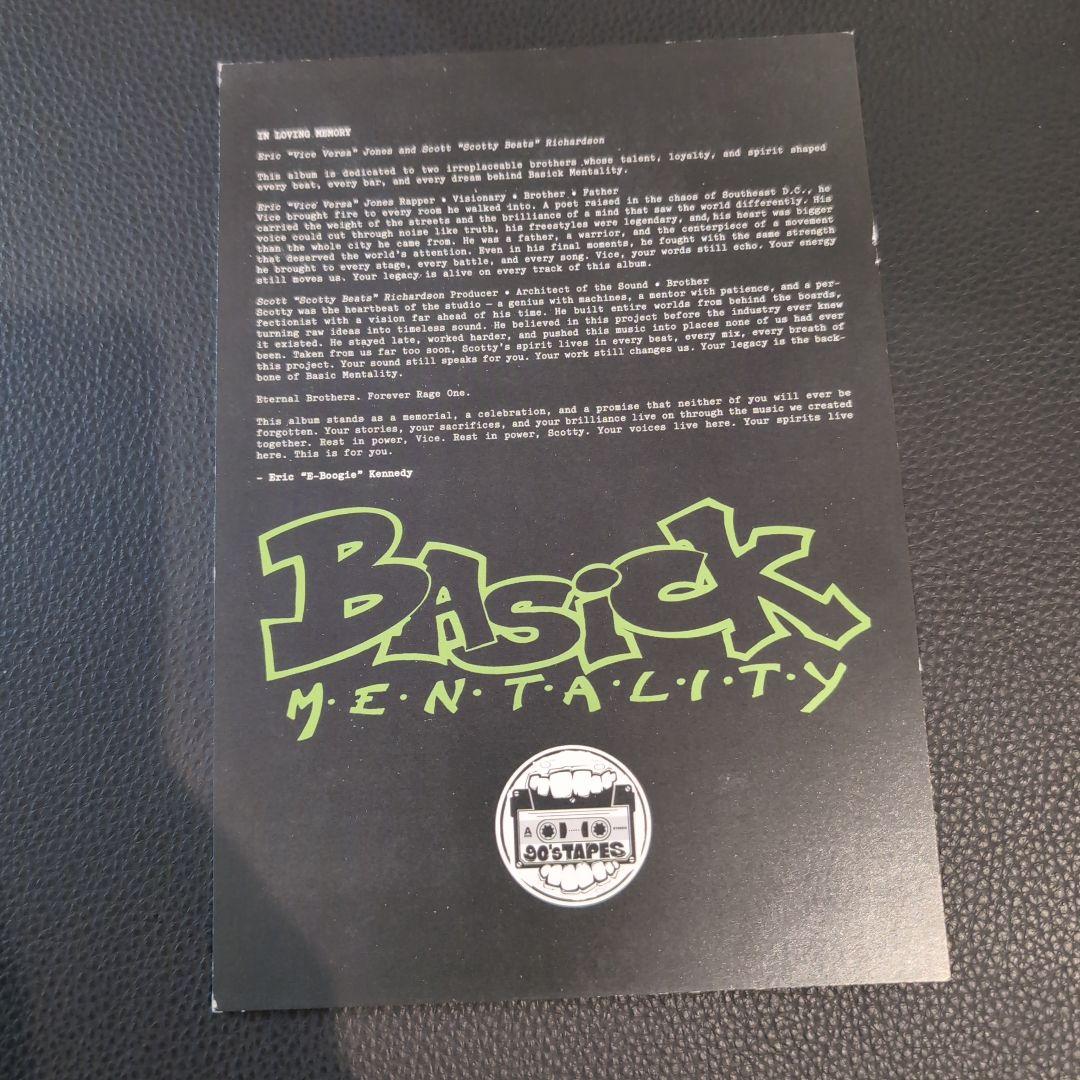 IN LOVING MEMORY
Eric "Vice Versa" Jones and Scott "Scotty Beats" Richardson
This album is dedicated to two irreplaceable brothers whose talent, loyalty, and spirit shaped
every beat, every bar, and every dream behind Basick Mentality.
Eric "Vice Versa" Jones Rapper • Visionary • Brother • Father
Vice brought fire to every room he walked into. A poet raised in the chaos of Southeast D.C., he
carried the weight of the streets and the brilliance of a mind that saw the world differently. His
voice could cut through noise like truth, his freestyles were legendary, and his heart was bigger
than the whole city he came from. He was a father, a warrior, and the centerpiece of a movement
that deserved the world's attention. Even in his final moments, he fought with the same strength
he brought to every stage, every battle, and every song. Vice, your words still echo. Your energy
still moves us. Your legacy is alive on every track of this album.
Scott "Scotty Beats" Richardson Producer • Architect of the Sound • Brother
Scotty was the heartbeat of the studio — a genius with machines, a mentor with patience, and a per-
fectionist with a vision far ahead of his time. He built entire worlds from behind the boards,
turning raw ideas into timeless sound. He believed in this project before the industry ever knew
it existed. He stayed late, worked harder, and pushed this music into places none of us had ever
been. Taken from us far too soon, Scotty's spirit lives in every beat, every mix, every breath of
this project. Your sound still speaks for you. Your work still changes us. Your legacy is the back-
bone of Basic Mentality.
Eternal Brothers. Forever Rage One.
This album stands as a memorial, a celebration, and a promise that neither of you will ever be
forgotten. Your stories, your sacrifices, and your brilliance live on through the music we created
together. Rest in power, Vice. Rest in power, Scotty. Your voices live here. Your spirits live
here. This is for you.
- Eric "E-Boogie" Kennedy
BASiCK
M·E·N·T·A·L·I·T·Y
A
90'S TAPES